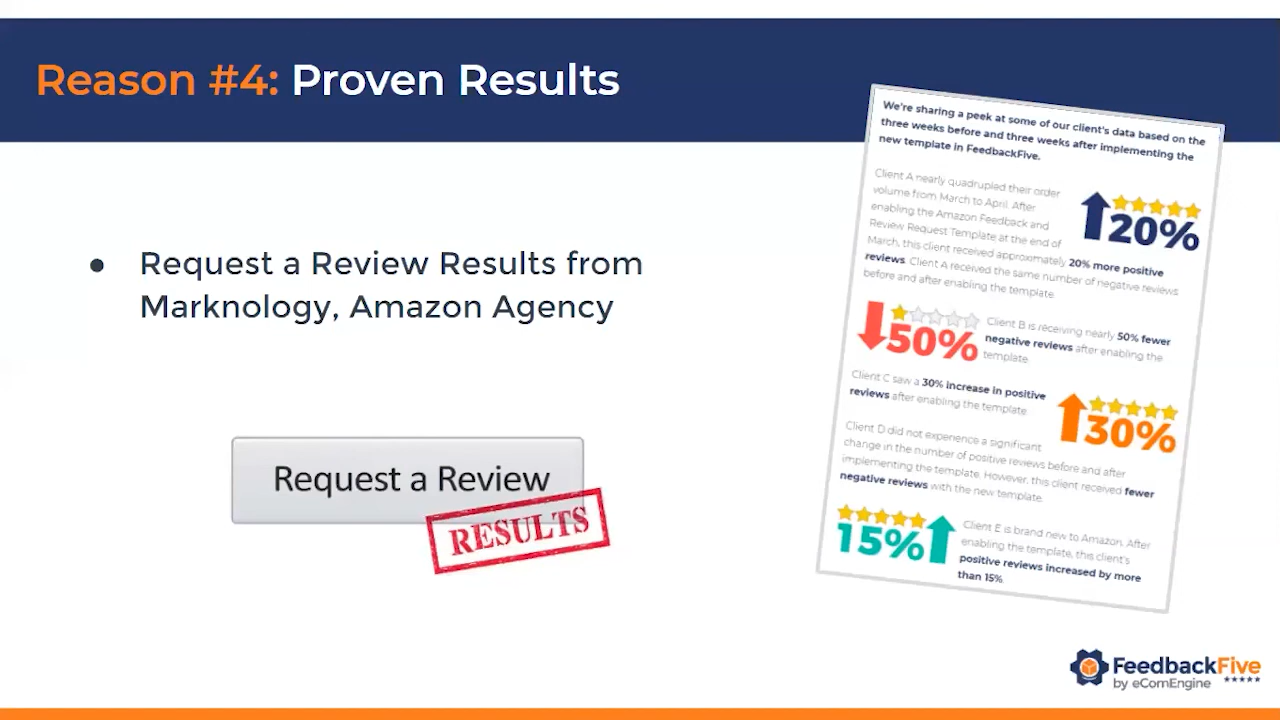 Reason #4: Proven Results
Request a Review Results from
Marknology, Amazon Agency
Request a Review
RESULTS
We're sharing a peek at some of our client's data based on the
three weeks before and three weeks after implementing the
new template in FeedbackFive.
Client A nearly quadrupled their order
volume from March to April. After
enabling the Amazon Feedback and
Review Request Template at the end of
March, this client received approximately 20% more positive
reviews. Client A received the same number of negative reviews
before and after enabling the template.
20%
50%
Client B is receiving nearly 50% fewer
negative reviews after enabling the
template.
Client C saw a 30% increase in positive
reviews after enabling the template.
30%
Client D did not experience a significant
change in the number of positive reviews before and after
implementing the template. However, this client received fewer
negative reviews with the new template.
15%
Client E is brand new to Amazon. After
enabling the template, this client's
positive reviews increased by more
than 15%.
FeedbackFive
by eComEngine